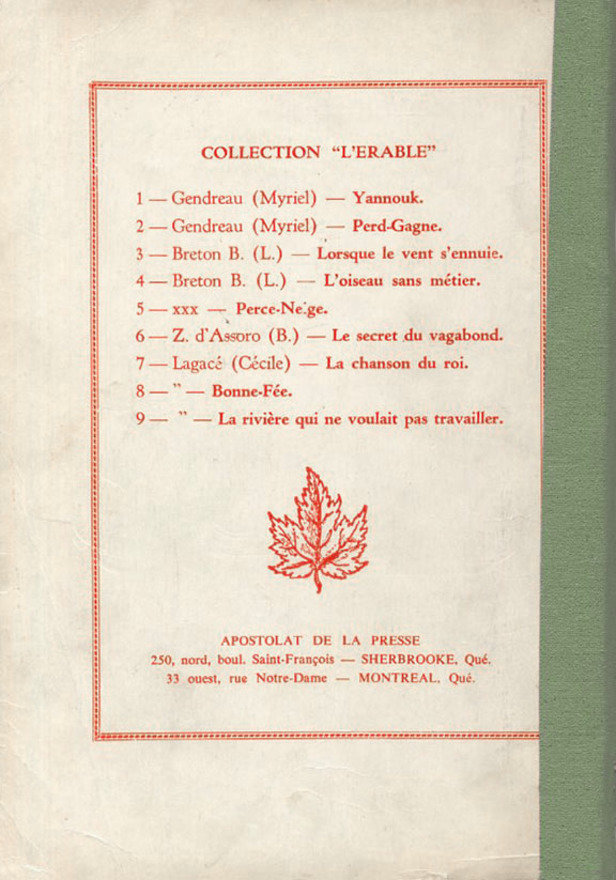 COLLECTION "L'ERABLE"
1 — Gendreau (Myriel) — Yannouk.
2 — Gendreau (Myriel) — Perd-Gagne.
3 — Breton B. (L.) — Lorsque le vent s'ennuie.
4 — Breton B. (L.) — L'oiseau sans métier.
5 — xxx — Perce-Neige.
6 — Z. d'Assoro (B.) — Le secret du vagabond.
7 — Lagacé (Cécile) — La chanson du roi.
8 — " — Bonne-Fée.
9 — " — La rivière qui ne voulait pas travailler.
APOSTOLAT DE LA PRESSE
250, nord, boul. Saint-François — SHERBROOKE, Qué.
33 ouest, rue Notre-Dame — MONTREAL, Qué.